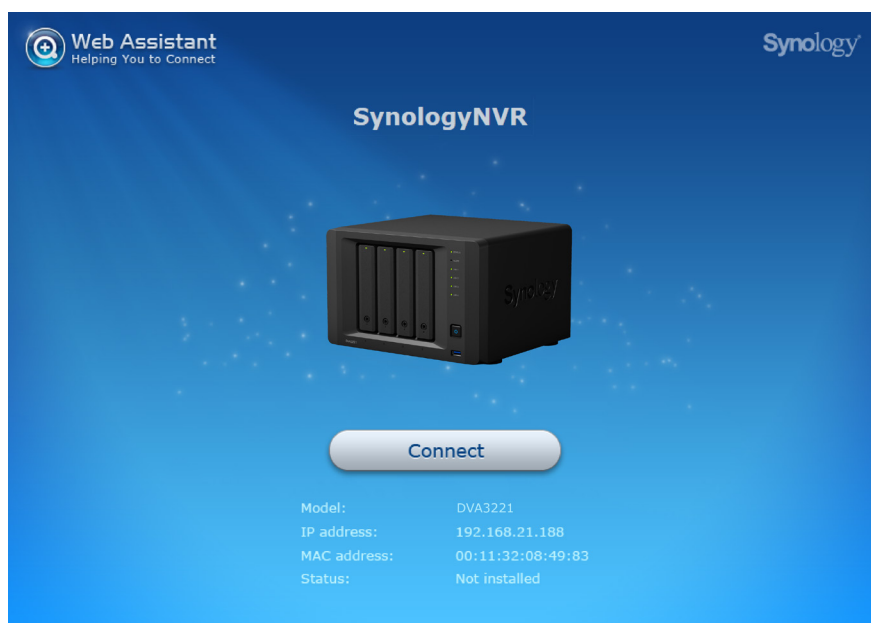 Web Assistant
Helping You to Connect
Synology
SynologyNVR
Synology
Connect
Model: DVA3221
IP address: 192.168.21.188
MAC address: 00:11:32:08:49:83
Status: Not installed